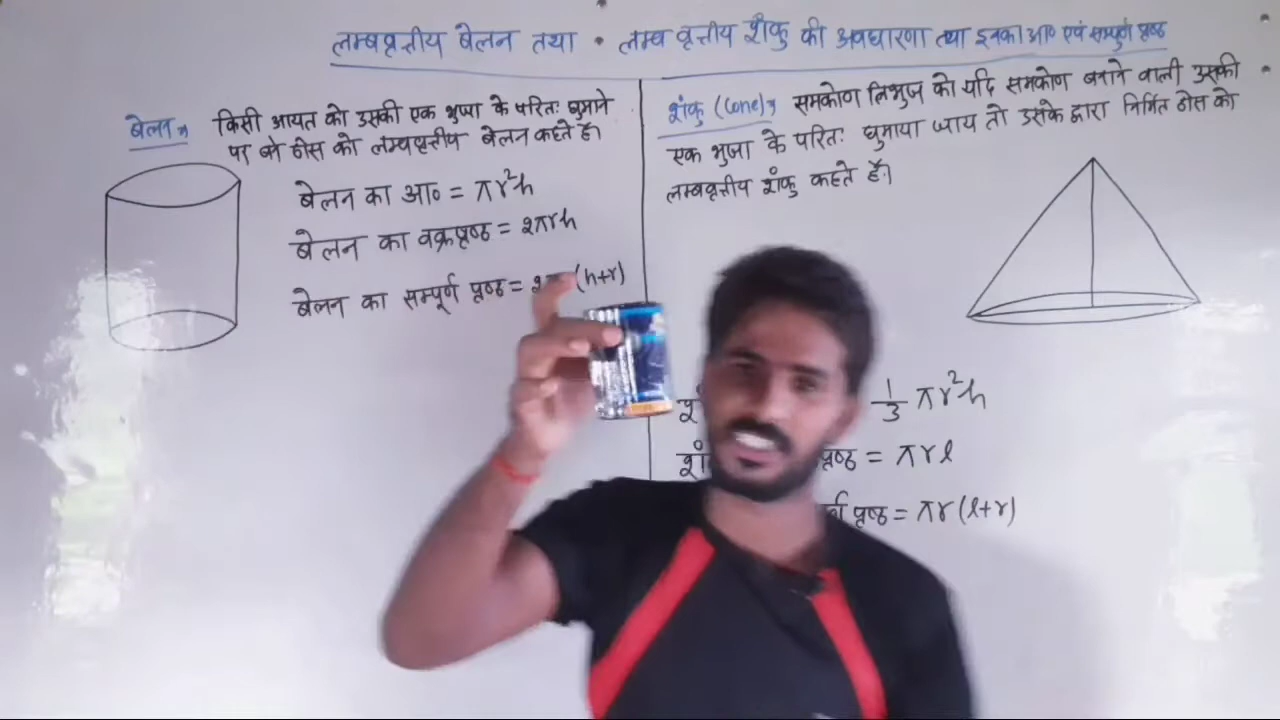 लम्बवृत्तीय बेलन तथा • लम्ब वृत्तीय शंकु की अवधारणा तथा इनका आ० एवं सम्पुर्ण पृष्ठ
बेलन ⇒ किसी आयत को उसकी एक भुजा के परितः घुमाने
पर बने ठोस को लम्बवृत्तीय बेलन कहते है।
बेलन का आ० = πr²h
बेलन का वक्रपृष्ठ = 2πrh
बेलन का सम्पूर्ण पृष्ठ = 2π (h+r)
शंकु (Cone) ⇒ समकोण त्रिभुज को यदि समकोण बनाने वाली उसकी
एक भुजा के परितः घुमाया जाय तो उसके द्वारा निर्मित ठोस को
लम्बवृत्तीय शंकु कहते हैं।
1/3 πr²h
शं पृष्ठ = πrl
पृष्ठ = πr(l+r)